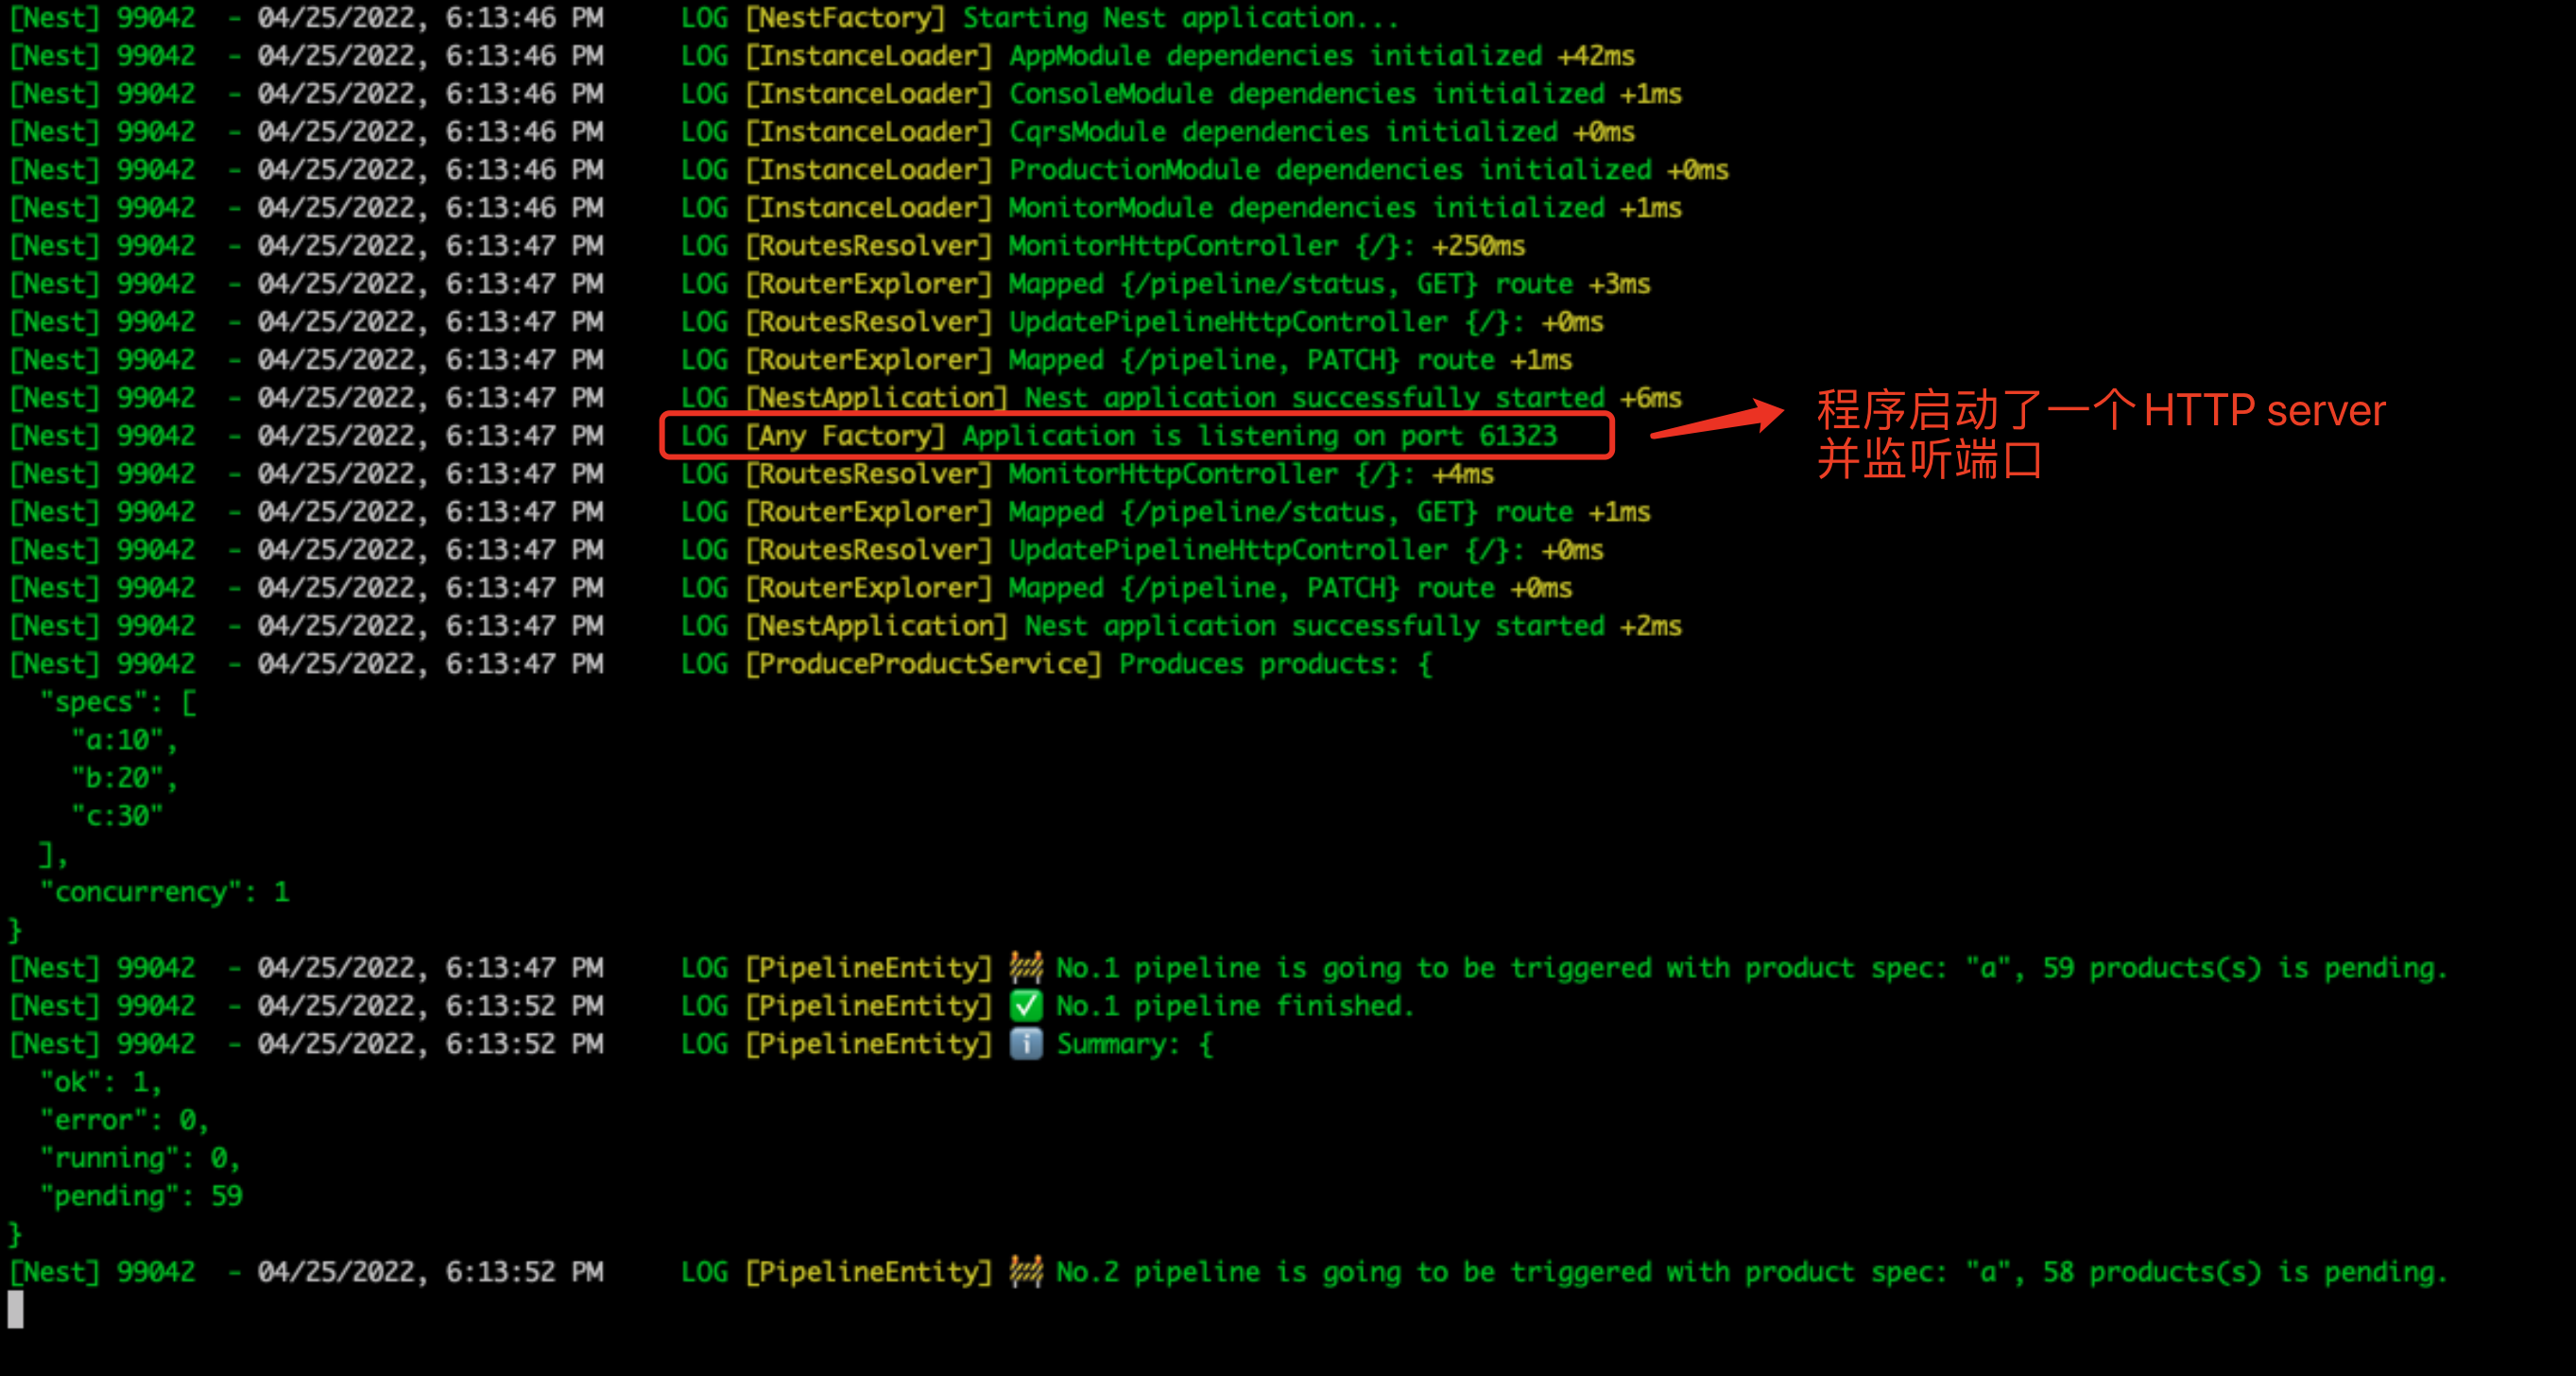 [Nest] 99042  - 04/25/2022, 6:13:46 PM     LOG [NestFactory] Starting Nest application...
[Nest] 99042  - 04/25/2022, 6:13:46 PM     LOG [InstanceLoader] AppModule dependencies initialized +42ms
[Nest] 99042  - 04/25/2022, 6:13:46 PM     LOG [InstanceLoader] ConsoleModule dependencies initialized +1ms
[Nest] 99042  - 04/25/2022, 6:13:46 PM     LOG [InstanceLoader] CqrsModule dependencies initialized +0ms
[Nest] 99042  - 04/25/2022, 6:13:46 PM     LOG [InstanceLoader] ProductionModule dependencies initialized +0ms
[Nest] 99042  - 04/25/2022, 6:13:46 PM     LOG [InstanceLoader] MonitorModule dependencies initialized +1ms
[Nest] 99042  - 04/25/2022, 6:13:47 PM     LOG [RoutesResolver] MonitorHttpController {/}: +250ms
[Nest] 99042  - 04/25/2022, 6:13:47 PM     LOG [RouterExplorer] Mapped {/pipeline/status, GET} route +3ms
[Nest] 99042  - 04/25/2022, 6:13:47 PM     LOG [RoutesResolver] UpdatePipelineHttpController {/}: +0ms
[Nest] 99042  - 04/25/2022, 6:13:47 PM     LOG [RouterExplorer] Mapped {/pipeline, PATCH} route +1ms
[Nest] 99042  - 04/25/2022, 6:13:47 PM     LOG [NestApplication] Nest application successfully started +6ms
[Nest] 99042  - 04/25/2022, 6:13:47 PM     LOG [Any Factory] Application is listening on port 61323
程序启动了一个HTTP server
并监听端口
[Nest] 99042  - 04/25/2022, 6:13:47 PM     LOG [RoutesResolver] MonitorHttpController {/}: +4ms
[Nest] 99042  - 04/25/2022, 6:13:47 PM     LOG [RouterExplorer] Mapped {/pipeline/status, GET} route +1ms
[Nest] 99042  - 04/25/2022, 6:13:47 PM     LOG [RoutesResolver] UpdatePipelineHttpController {/}: +0ms
[Nest] 99042  - 04/25/2022, 6:13:47 PM     LOG [RouterExplorer] Mapped {/pipeline, PATCH} route +0ms
[Nest] 99042  - 04/25/2022, 6:13:47 PM     LOG [NestApplication] Nest application successfully started +2ms
[Nest] 99042  - 04/25/2022, 6:13:47 PM     LOG [ProduceProductService] Produces products: {
  "specs": [
    "a:10",
    "b:20",
    "c:30"
  ],
  "concurrency": 1
}
[Nest] 99042  - 04/25/2022, 6:13:47 PM     LOG [PipelineEntity] 🚧 No.1 pipeline is going to be triggered with product spec: "a", 59 products(s) is pending.
[Nest] 99042  - 04/25/2022, 6:13:52 PM     LOG [PipelineEntity] ✅ No.1 pipeline finished.
[Nest] 99042  - 04/25/2022, 6:13:52 PM     LOG [PipelineEntity] ℹ️ Summary: {
  "ok": 1,
  "error": 0,
  "running": 0,
  "pending": 59
}
[Nest] 99042  - 04/25/2022, 6:13:52 PM     LOG [PipelineEntity] 🚧 No.2 pipeline is going to be triggered with product spec: "a", 58 products(s) is pending.